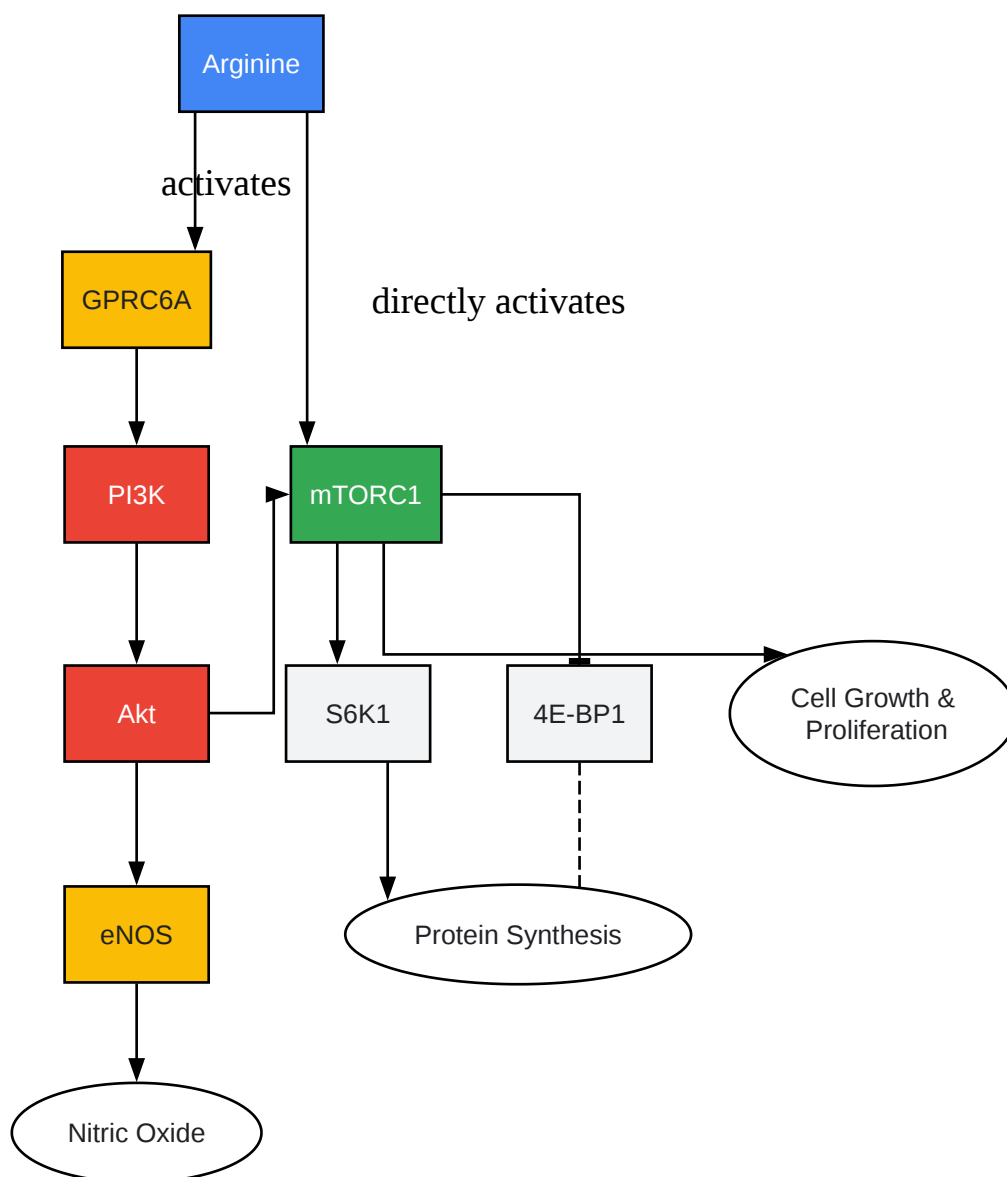 Arginine
activates
GPRC6A
directly activates
PI3K
mTORC1
Akt
S6K1
4E-BP1
Cell Growth &
Proliferation
eNOS
Protein Synthesis
Nitric Oxide